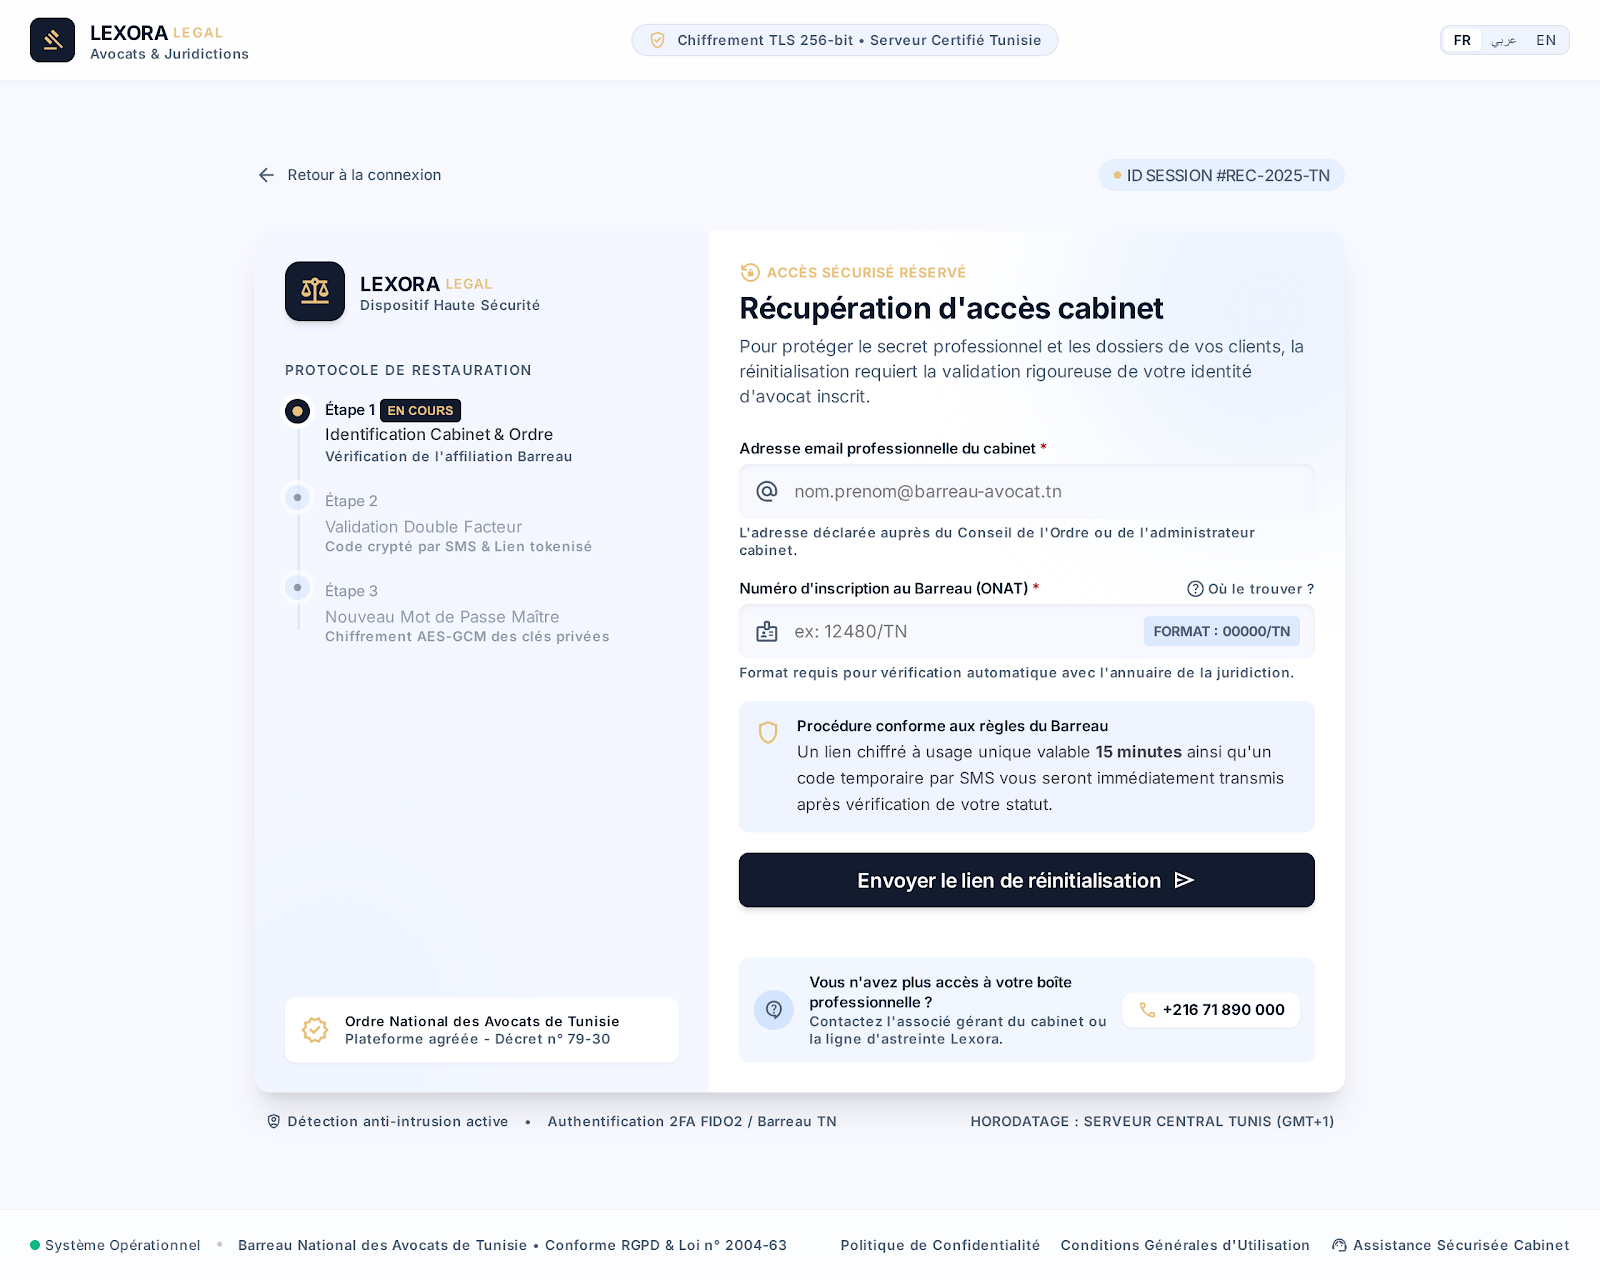 LEXORA LEGAL
Avocats & Juridictions
Chiffrement TLS 256-bit • Serveur Certifié Tunisie
FR عربي EN
Retour à la connexion
ID SESSION #REC-2025-TN
LEXORA LEGAL
Dispositif Haute Sécurité
PROTOCOLE DE RESTAURATION
Étape 1 EN COURS
Identification Cabinet & Ordre
Vérification de l'affiliation Barreau
Étape 2
Validation Double Facteur
Code crypté par SMS & Lien tokenisé
Étape 3
Nouveau Mot de Passe Maître
Chiffrement AES-GCM des clés privées
Ordre National des Avocats de Tunisie
Plateforme agréée - Décret n° 79-30
ACCÈS SÉCURISÉ RÉSERVÉ
Récupération d'accès cabinet
Pour protéger le secret professionnel et les dossiers de vos clients, la
réinitialisation requiert la validation rigoureuse de votre identité
d'avocat inscrit.
Adresse email professionnelle du cabinet *
nom.prenom@barreau-avocat.tn
L'adresse déclarée auprès du Conseil de l'Ordre ou de l'administrateur
cabinet.
Numéro d'inscription au Barreau (ONAT) *
Où le trouver ?
ex: 12480/TN
FORMAT : 00000/TN
Format requis pour vérification automatique avec l'annuaire de la juridiction.
Procédure conforme aux règles du Barreau
Un lien chiffré à usage unique valable 15 minutes ainsi qu'un
code temporaire par SMS vous seront immédiatement transmis
après vérification de votre statut.
Envoyer le lien de réinitialisation
Vous n'avez plus accès à votre boîte
professionnelle ?
Contactez l'associé gérant du cabinet ou
la ligne d'astreinte Lexora.
+216 71 890 000
Détection anti-intrusion active • Authentification 2FA FIDO2 / Barreau TN
HORODATAGE : SERVEUR CENTRAL TUNIS (GMT+1)
Système Opérationnel • Barreau National des Avocats de Tunisie • Conforme RGPD & Loi n° 2004-63
Politique de Confidentialité Conditions Générales d'Utilisation Assistance Sécurisée Cabinet